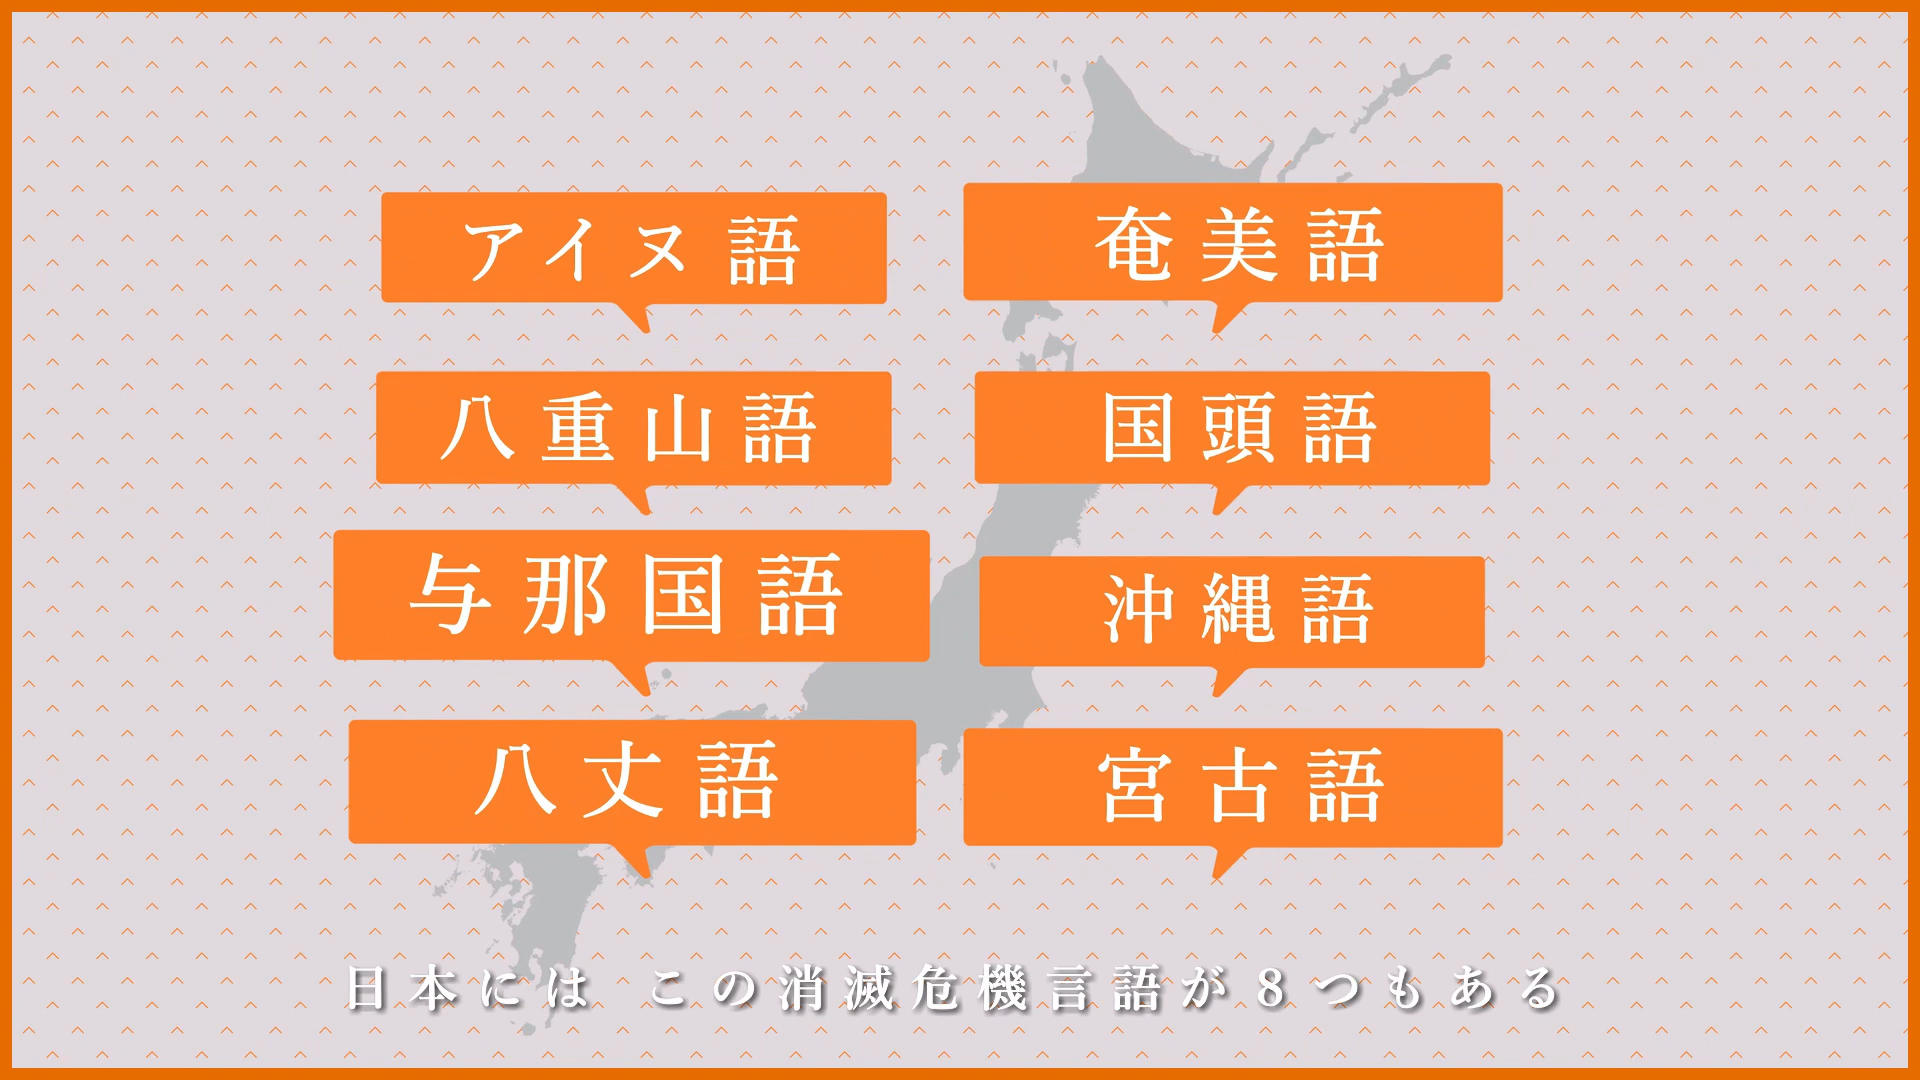 アイヌ語
奄美語
八重山語
国頭語
与那国語
沖縄語
八丈語
宮古語
日本には この消滅危機言語が８つもある